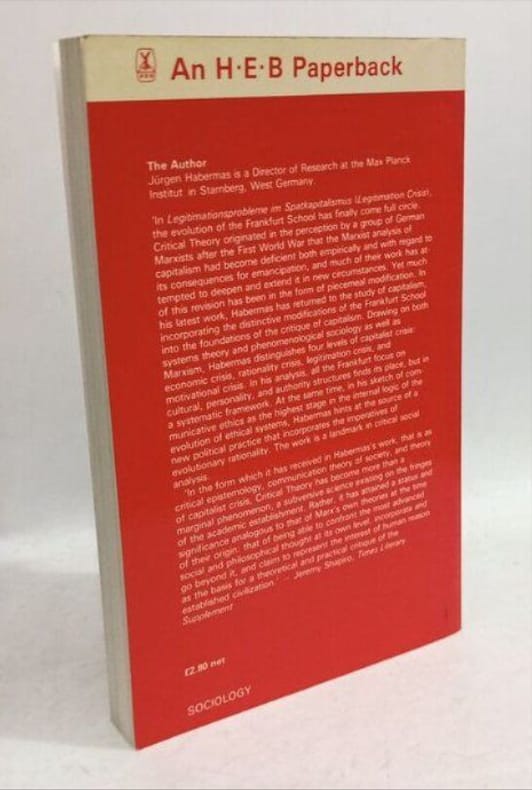 An H·E·B Paperback
The Author
Jürgen Habermas is a Director of Research at the Max Planck
Institut in Starnberg, West Germany.
'In Legitimationsprobleme im Spatkapitalismus (Legitimation Crisis),
the evolution of the Frankfurt School has finally come full circle.
Critical Theory originated in the perception by a group of German
Marxists after the First World War that the Marxist analysis of
capitalism had become deficient both empirically and with regard to
its consequences for emancipation, and much of their work has at-
tempted to deepen and extend it in new circumstances. Yet much
of this revision has been in the form of piecemeal modification. In
his latest work, Habermas has returned to the study of capitalism,
incorporating the distinctive modifications of the Frankfurt School
into the foundations of the critique of capitalism. Drawing on both
systems theory and phenomenological sociology as well as
Marxism, Habermas distinguishes four levels of capitalist crisis:
economic crisis, rationality crisis, legitimation crisis, and
motivational crisis. In his analysis, all the Frankfurt focus on
cultural, personality, and authority structures finds its place, but in
a systematic framework. At the same time, in his sketch of com-
municative ethics as the highest stage in the internal logic of the
evolution of ethical systems, Habermas hints at the source of a
new political practice that incorporates the imperatives of
evolutionary rationality. The work is a landmark in critical social
analysis.
'In the form which it has received in Habermas's work, that is as
critical epistemology, communication theory of society, and theory
of capitalist crisis, Critical Theory has become more than a
marginal phenomenon, a subversive science existing on the fringes
of the academic establishment. Rather, it has attained a status and
significance analogous to that of Marx's own theories at the time
of their origin: that of being able to confront the most advanced
social and philosophical thought at its own level, incorporate and
go beyond it, and claim to represent the interest of human reason
as the basis for a theoretical and practical critique of the
established civilization.' – Jeremy Shapiro, Times Literary
Supplement
£2.80 net
SOCIOLOGY